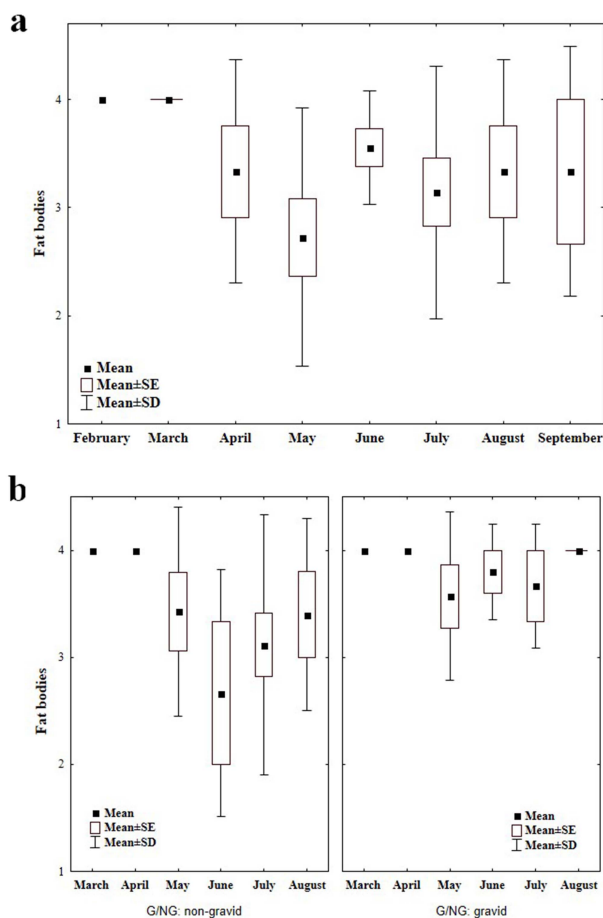 a
Fat bodies
4
3
2
1
Mean
Mean±SE
Mean±SD
February March April May June July August September
b
Fat bodies
4
3
2
1
Mean
Mean±SE
Mean±SD
March April May June July August
G/NG: non-gravid
Mean
Mean±SE
Mean±SD
March April May June July August
G/NG: gravid